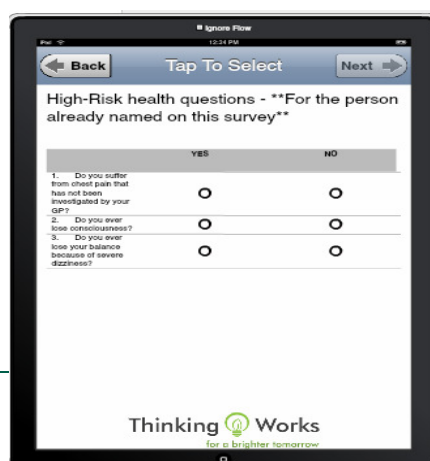 Ignore Flow
iPad
12:34 PM
Back
Tap To Select
Next
High-Risk health questions - **For the person
already named on this survey**
YES NO
1. Do you suffer
from chest pain that
has not been
investigated by your
GP?
2. Do you ever
lose consciousness?
3. Do you ever
lose your balance
because of severe
dizziness?
Thinking Works
for a brighter tomorrow